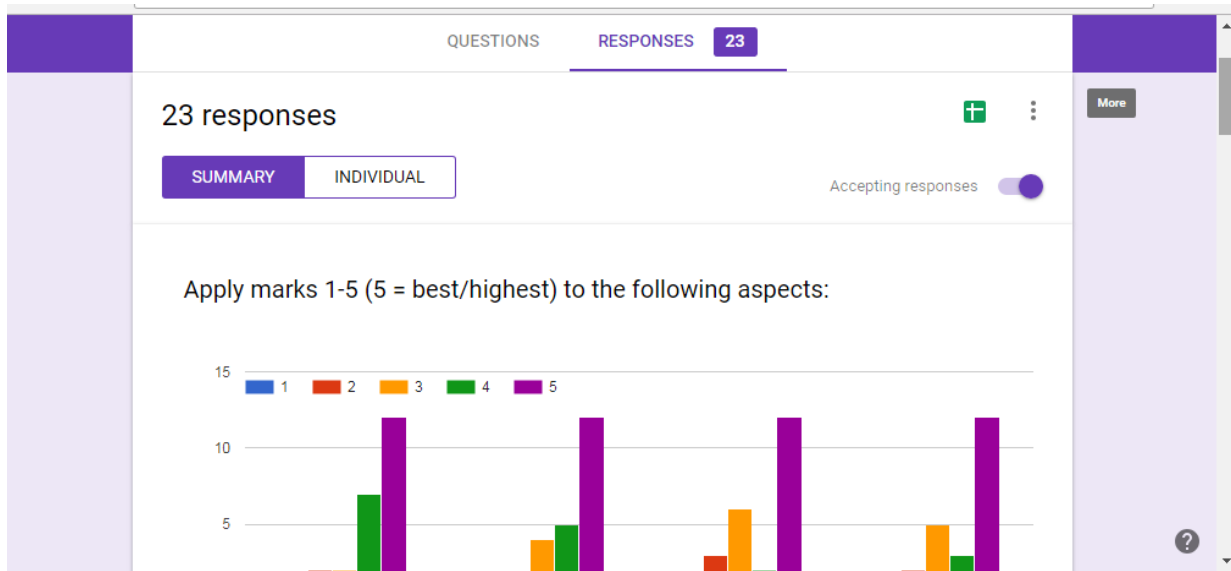 QUESTIONS RESPONSES 23
23 responses
More
SUMMARY INDIVIDUAL
Accepting responses
Apply marks 1-5 (5 = best/highest) to the following aspects:
15
1 2 3 4 5
10
5
?